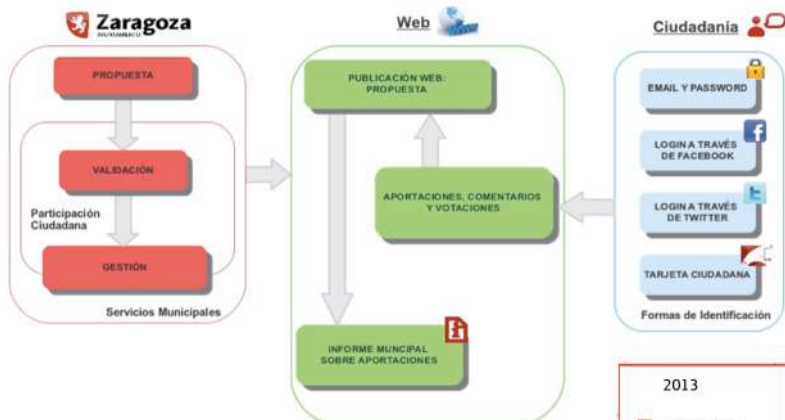 Zaragoza
AYUNTAMIENTO
PROPUESTA
VALIDACIÓN
Participación
Ciudadana
GESTIÓN
Servicios Municipales
Web
PUBLICACIÓN WEB:
PROPUESTA
APORTACIONES, COMENTARIOS
Y VOTACIONES
INFORME MUNCIPAL
SOBRE APORTACIONES
Ciudadanía
EMAIL Y PASSWORD
LOGIN A TRAVÉS
DE FACEBOOK
LOGIN A TRAVÉS
DE TWITTER
TARJETA CIUDADANA
Formas de Identificación
2013